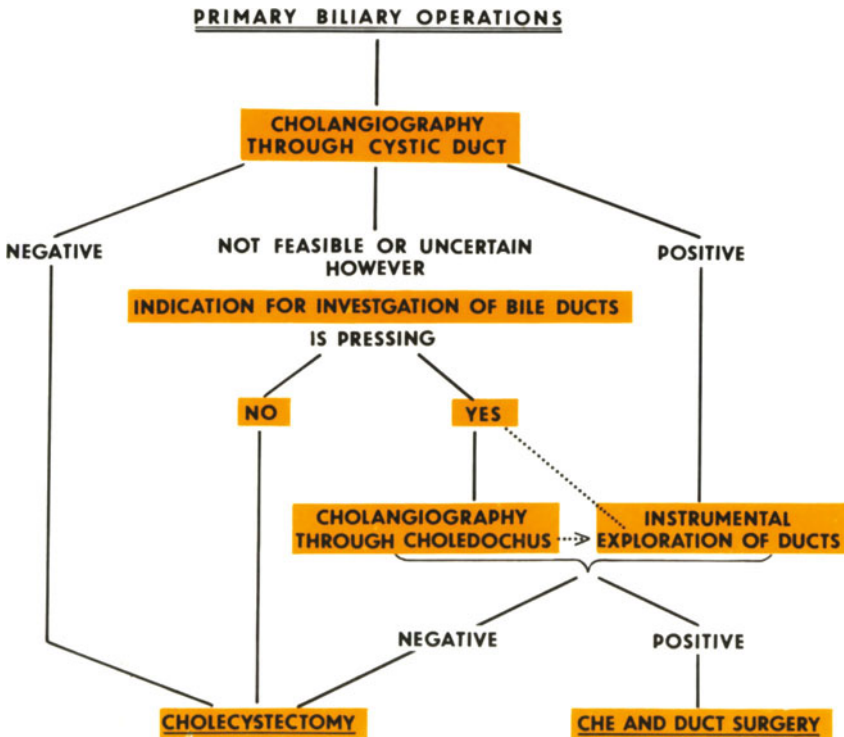 PRIMARY BILIARY OPERATIONS
CHOLANGIOGRAPHY
THROUGH CYSTIC DUCT
NEGATIVE
NOT FEASIBLE OR UNCERTAIN
HOWEVER
POSITIVE
INDICATION FOR INVESTGATION OF BILE DUCTS
IS PRESSING
NO
YES
CHOLANGIOGRAPHY
THROUGH CHOLEDOCHUS
INSTRUMENTAL
EXPLORATION OF DUCTS
NEGATIVE
POSITIVE
CHOLECYSTECTOMY
CHE AND DUCT SURGERY